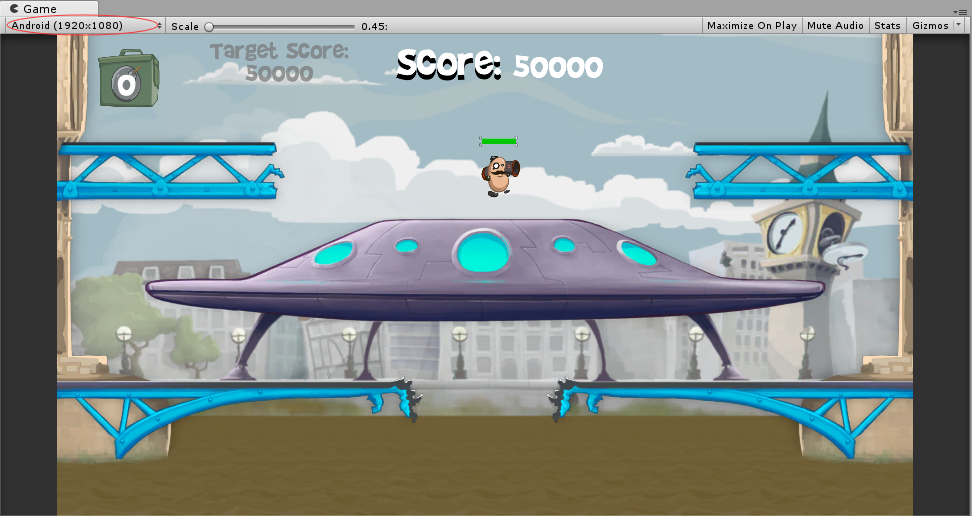 Game
Android (1920x1080)
Scale
0.45:
Maximize On Play
Mute Audio
Stats
Gizmos
0
Target Score:
50000
Score: 50000